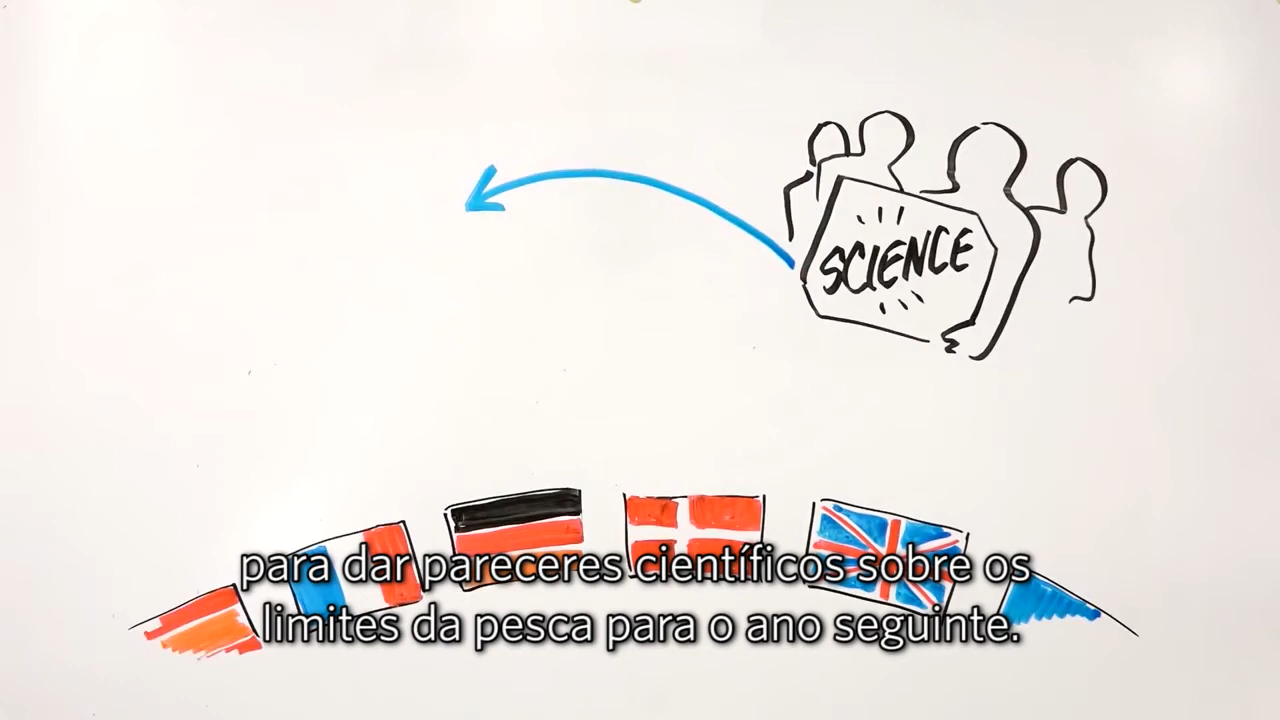 SCIENCE
para dar pareceres científicos sobre os
limites da pesca para o ano seguinte.